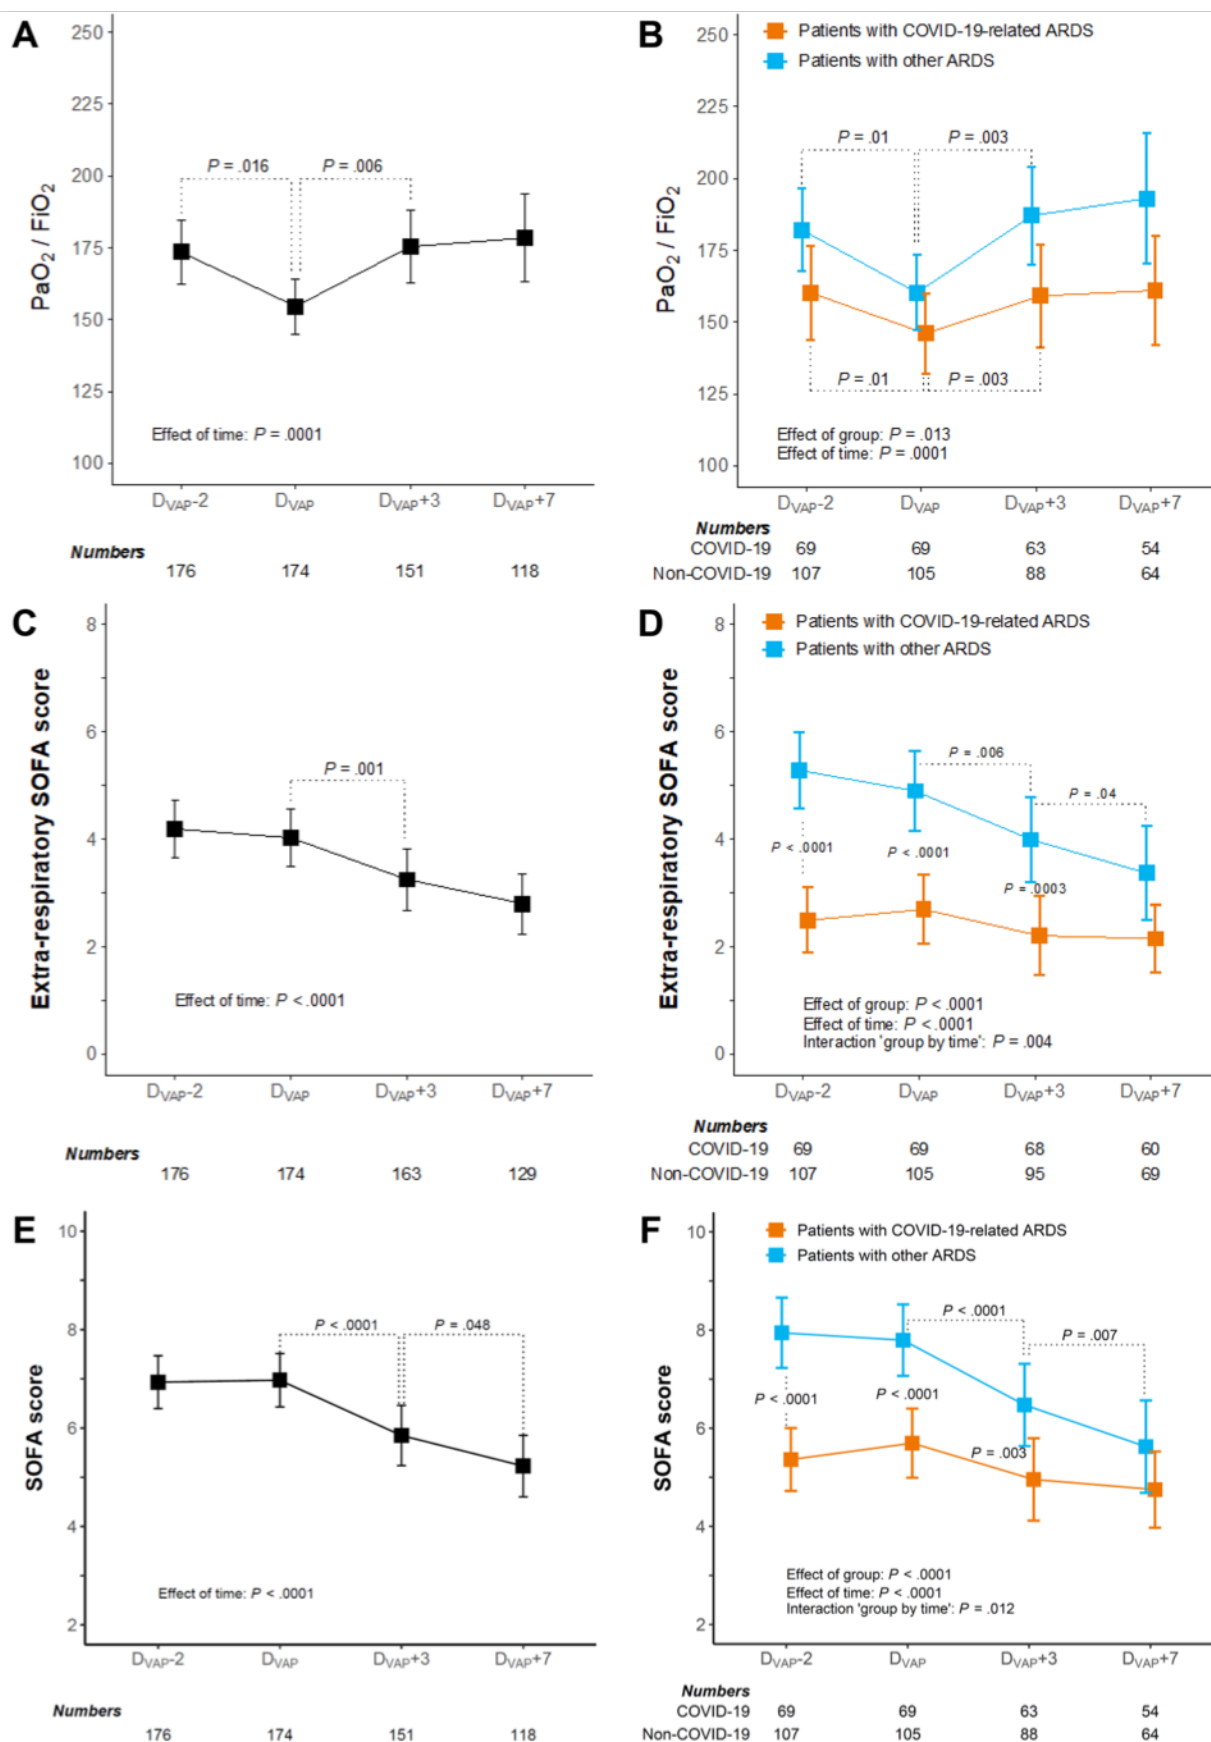 A
250
225
200
175
150
125
100
PaO2 / FiO2
P = .016
P = .006
Effect of time: P = .0001
DVAP-2 DVAP DVAP+3 DVAP+7
Numbers
176 174 151 118
B
Patients with COVID-19-related ARDS
Patients with other ARDS
250
225
200
175
150
125
100
PaO2 / FiO2
P = .01
P = .003
P = .01
P = .003
Effect of group: P = .013
Effect of time: P = .0001
DVAP-2 DVAP DVAP+3 DVAP+7
Numbers
COVID-19 69 69 63 54
Non-COVID-19 107 105 88 64
C
8
6
4
2
0
Extra-respiratory SOFA score
P = .001
Effect of time: P < .0001
DVAP-2 DVAP DVAP+3 DVAP+7
Numbers
176 174 163 129
D
Patients with COVID-19-related ARDS
Patients with other ARDS
8
6
4
2
0
Extra-respiratory SOFA score
P = .006
P = .04
P < .0001
P < .0001
P = .0003
Effect of group: P < .0001
Effect of time: P < .0001
Interaction 'group by time': P = .004
DVAP-2 DVAP DVAP+3 DVAP+7
Numbers
COVID-19 69 69 68 60
Non-COVID-19 107 105 95 69
E
10
8
6
4
2
SOFA score
P < .0001
P = .048
Effect of time: P < .0001
DVAP-2 DVAP DVAP+3 DVAP+7
Numbers
176 174 151 118
F
Patients with COVID-19-related ARDS
Patients with other ARDS
10
8
6
4
2
SOFA score
P < .0001
P = .007
P < .0001
P < .0001
P = .003
Effect of group: P < .0001
Effect of time: P < .0001
Interaction 'group by time': P = .012
DVAP-2 DVAP DVAP+3 DVAP+7
Numbers
COVID-19 69 69 63 54
Non-COVID-19 107 105 88 64